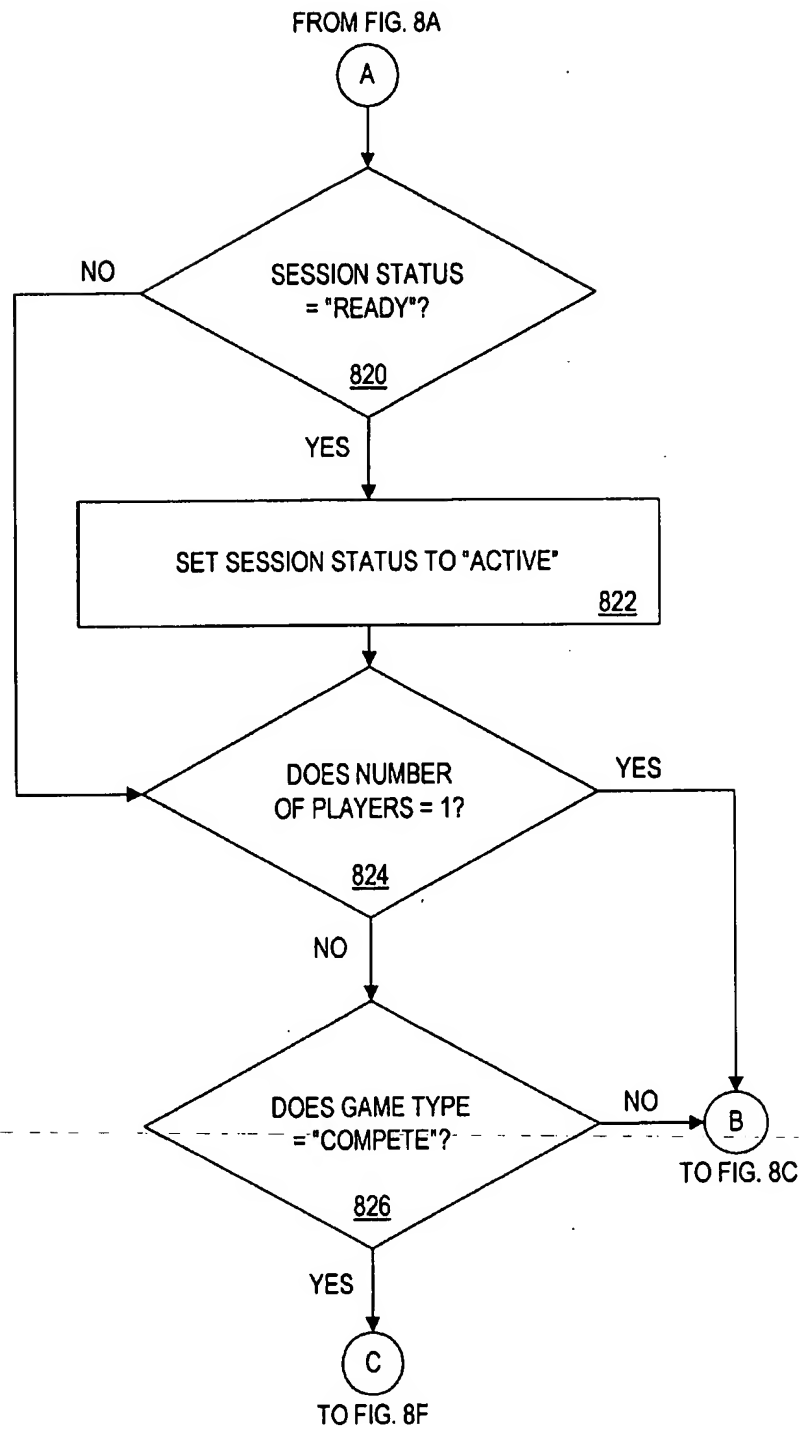 FROM FIG. 8A
A
SESSION STATUS
= "READY"?
820
NO
YES
SET SESSION STATUS TO "ACTIVE"
822
DOES NUMBER
OF PLAYERS = 1?
824
YES
NO
DOES GAME TYPE
= "COMPETE"?
826
NO
B
TO FIG. 8C
YES
C
TO FIG. 8F